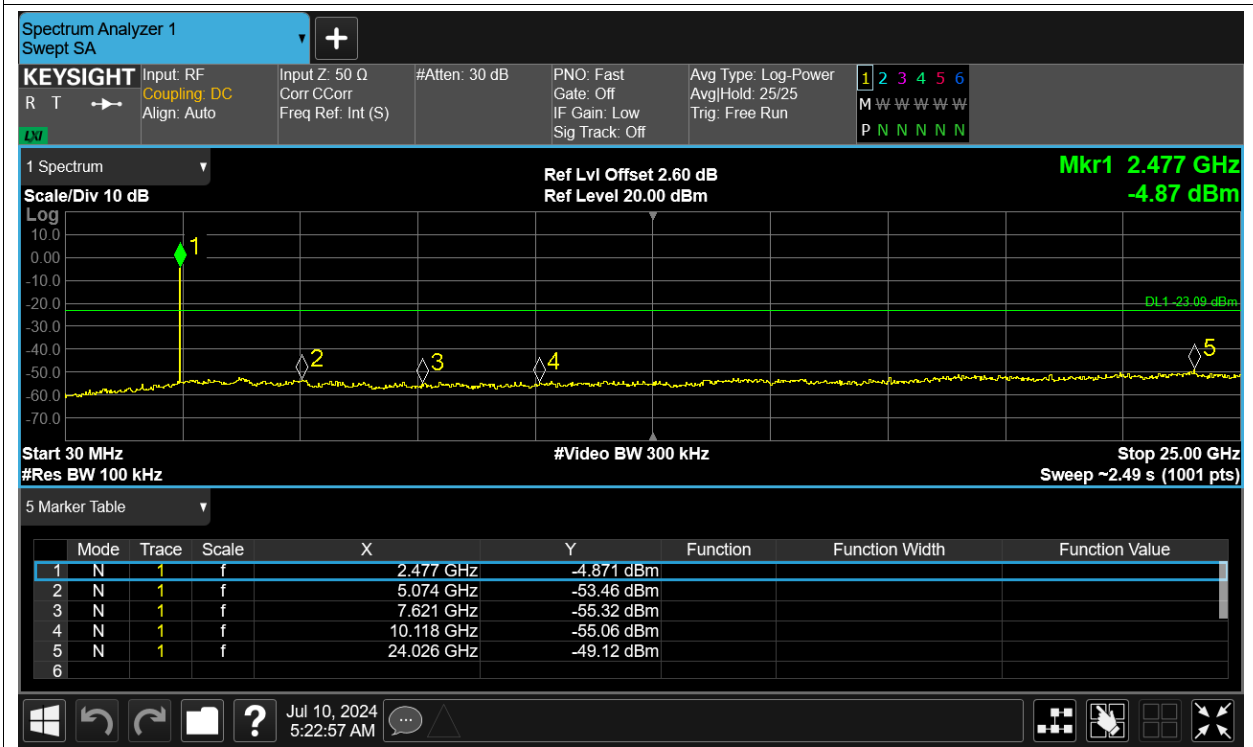 Spectrum Analyzer 1
Swept SA
+
KEYSIGHT Input: RF Input Z: 50 Ω #Atten: 30 dB PNO: Fast Avg Type: Log-Power 1 2 3 4 5 6
R T Coupling: DC Corr CCorr Gate: Off Avg|Hold: 25/25 M W W W W W
Align: Auto Freq Ref: Int (S) IF Gain: Low Trig: Free Run
LXI Sig Track: Off P N N N N N
1 Spectrum Ref Lvl Offset 2.60 dB Mkr1 2.477 GHz
Scale/Div 10 dB Ref Level 20.00 dBm -4.87 dBm
Log
10.0
1
0.00
-10.0
-20.0 DL1 -23.09 dBm
-30.0
-40.0
2 3 4 5
-50.0
-60.0
-70.0
Start 30 MHz #Video BW 300 kHz Stop 25.00 GHz
#Res BW 100 kHz Sweep ~2.49 s (1001 pts)
5 Marker Table
Mode Trace Scale X Y Function Function Width Function Value
1 N 1 f 2.477 GHz -4.871 dBm
2 N 1 f 5.074 GHz -53.46 dBm
3 N 1 f 7.621 GHz -55.32 dBm
4 N 1 f 10.118 GHz -55.06 dBm
5 N 1 f 24.026 GHz -49.12 dBm
6
? Jul 10, 2024
5:22:57 AM